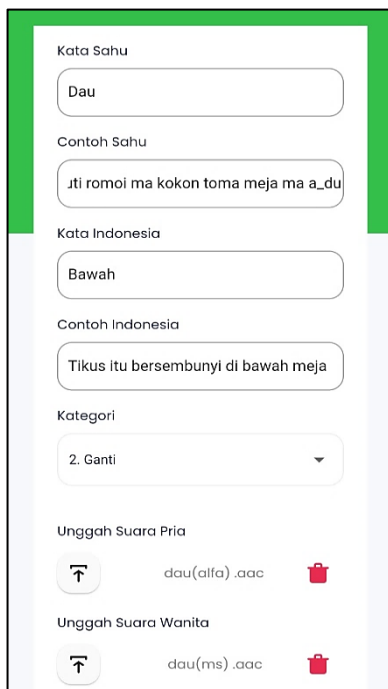 Kata Sahu
Dau
Contoh Sahu
romoi ma kokon toma meja ma a_du
Kata Indonesia
Bawah
Contoh Indonesia
Tikus itu bersembunyi di bawah meja
Kategori
2. Ganti
Unggah Suara Pria
dau(alfa) .aac
Unggah Suara Wanita
dau(ms) .aac